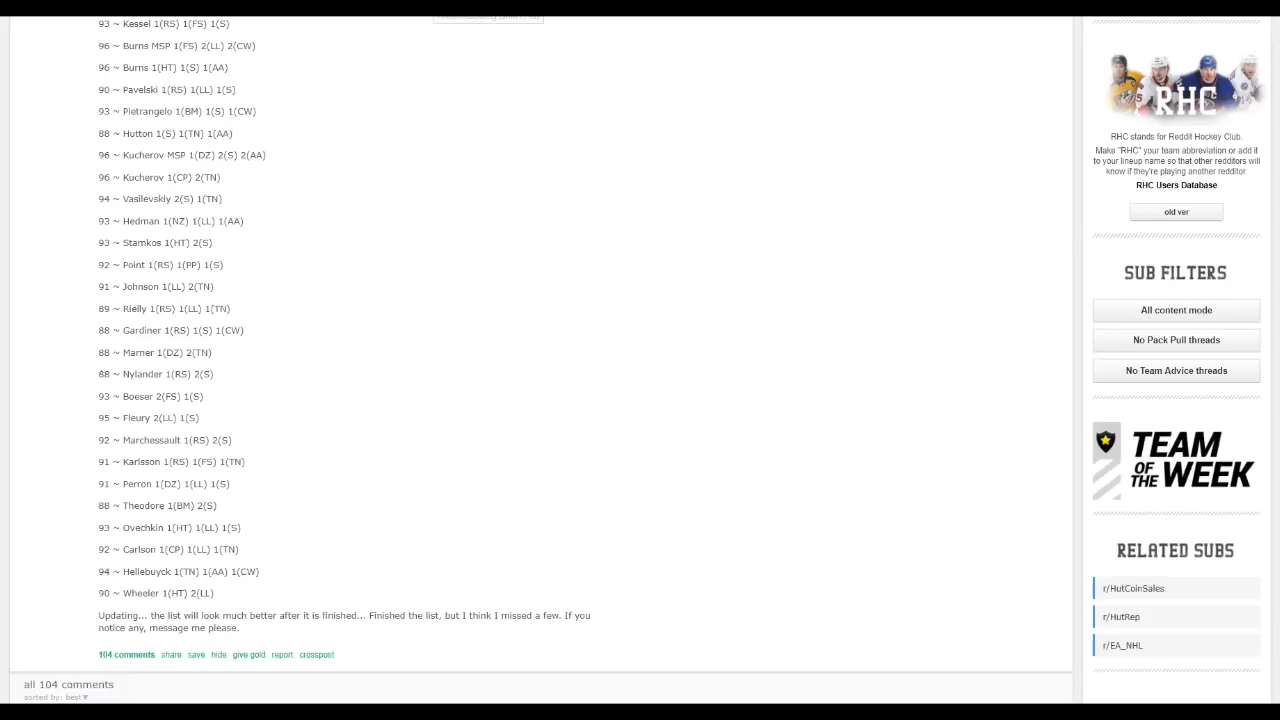 93 ~ Kessel 1(RS) 1(FS) 1(S)
96 ~ Burns MSP 1(FS) 2(LL) 2(CW)
96 ~ Burns 1(HT) 1(S) 1(AA)
90 ~ Pavelski 1(RS) 1(LL) 1(S)
93 ~ Pietrangelo 1(BM) 1(S) 1(CW)
88 ~ Hutton 1(S) 1(TN) 1(AA)
96 ~ Kucherov MSP 1(DZ) 2(S) 2(AA)
96 ~ Kucherov 1(CP) 2(TN)
94 ~ Vasilevskiy 2(S) 1(TN)
93 ~ Hedman 1(NZ) 1(LL) 1(AA)
93 ~ Stamkos 1(HT) 2(S)
92 ~ Point 1(RS) 1(PP) 1(S)
91 ~ Johnson 1(LL) 2(TN)
89 ~ Rielly 1(RS) 1(LL) 1(TN)
88 ~ Gardiner 1(RS) 1(S) 1(CW)
88 ~ Marner 1(DZ) 2(TN)
88 ~ Nylander 1(RS) 2(S)
93 ~ Boeser 2(FS) 1(S)
95 ~ Fleury 2(LL) 1(S)
92 ~ Marchessault 1(RS) 2(S)
91 ~ Karlsson 1(RS) 1(FS) 1(TN)
91 ~ Perron 1(DZ) 1(LL) 1(S)
88 ~ Theodore 1(BM) 2(S)
93 ~ Ovechkin 1(HT) 1(LL) 1(S)
92 ~ Carlson 1(CP) 1(LL) 1(TN)
94 ~ Hellebuyck 1(TN) 1(AA) 1(CW)
90 ~ Wheeler 1(HT) 2(LL)
Updating... the list will look much better after it is finished... Finished the list, but I think I missed a few. If you
notice any, message me please.
104 comments share save hide give gold report crosspost
all 104 comments
sorted by: best▼
RHC
RHC stands for Reddit Hockey Club.
Make "RHC" your team abbreviation or add it
to your lineup name so that other redditors will
know if they're playing another redditor
RHC Users Database
old ver
SUB FILTERS
All content mode
No Pack Pull threads
No Team Advice threads
TEAM
OF THE WEEK
RELATED SUBS
r/HutCoinSales
r/HutRep
r/EA_NHL